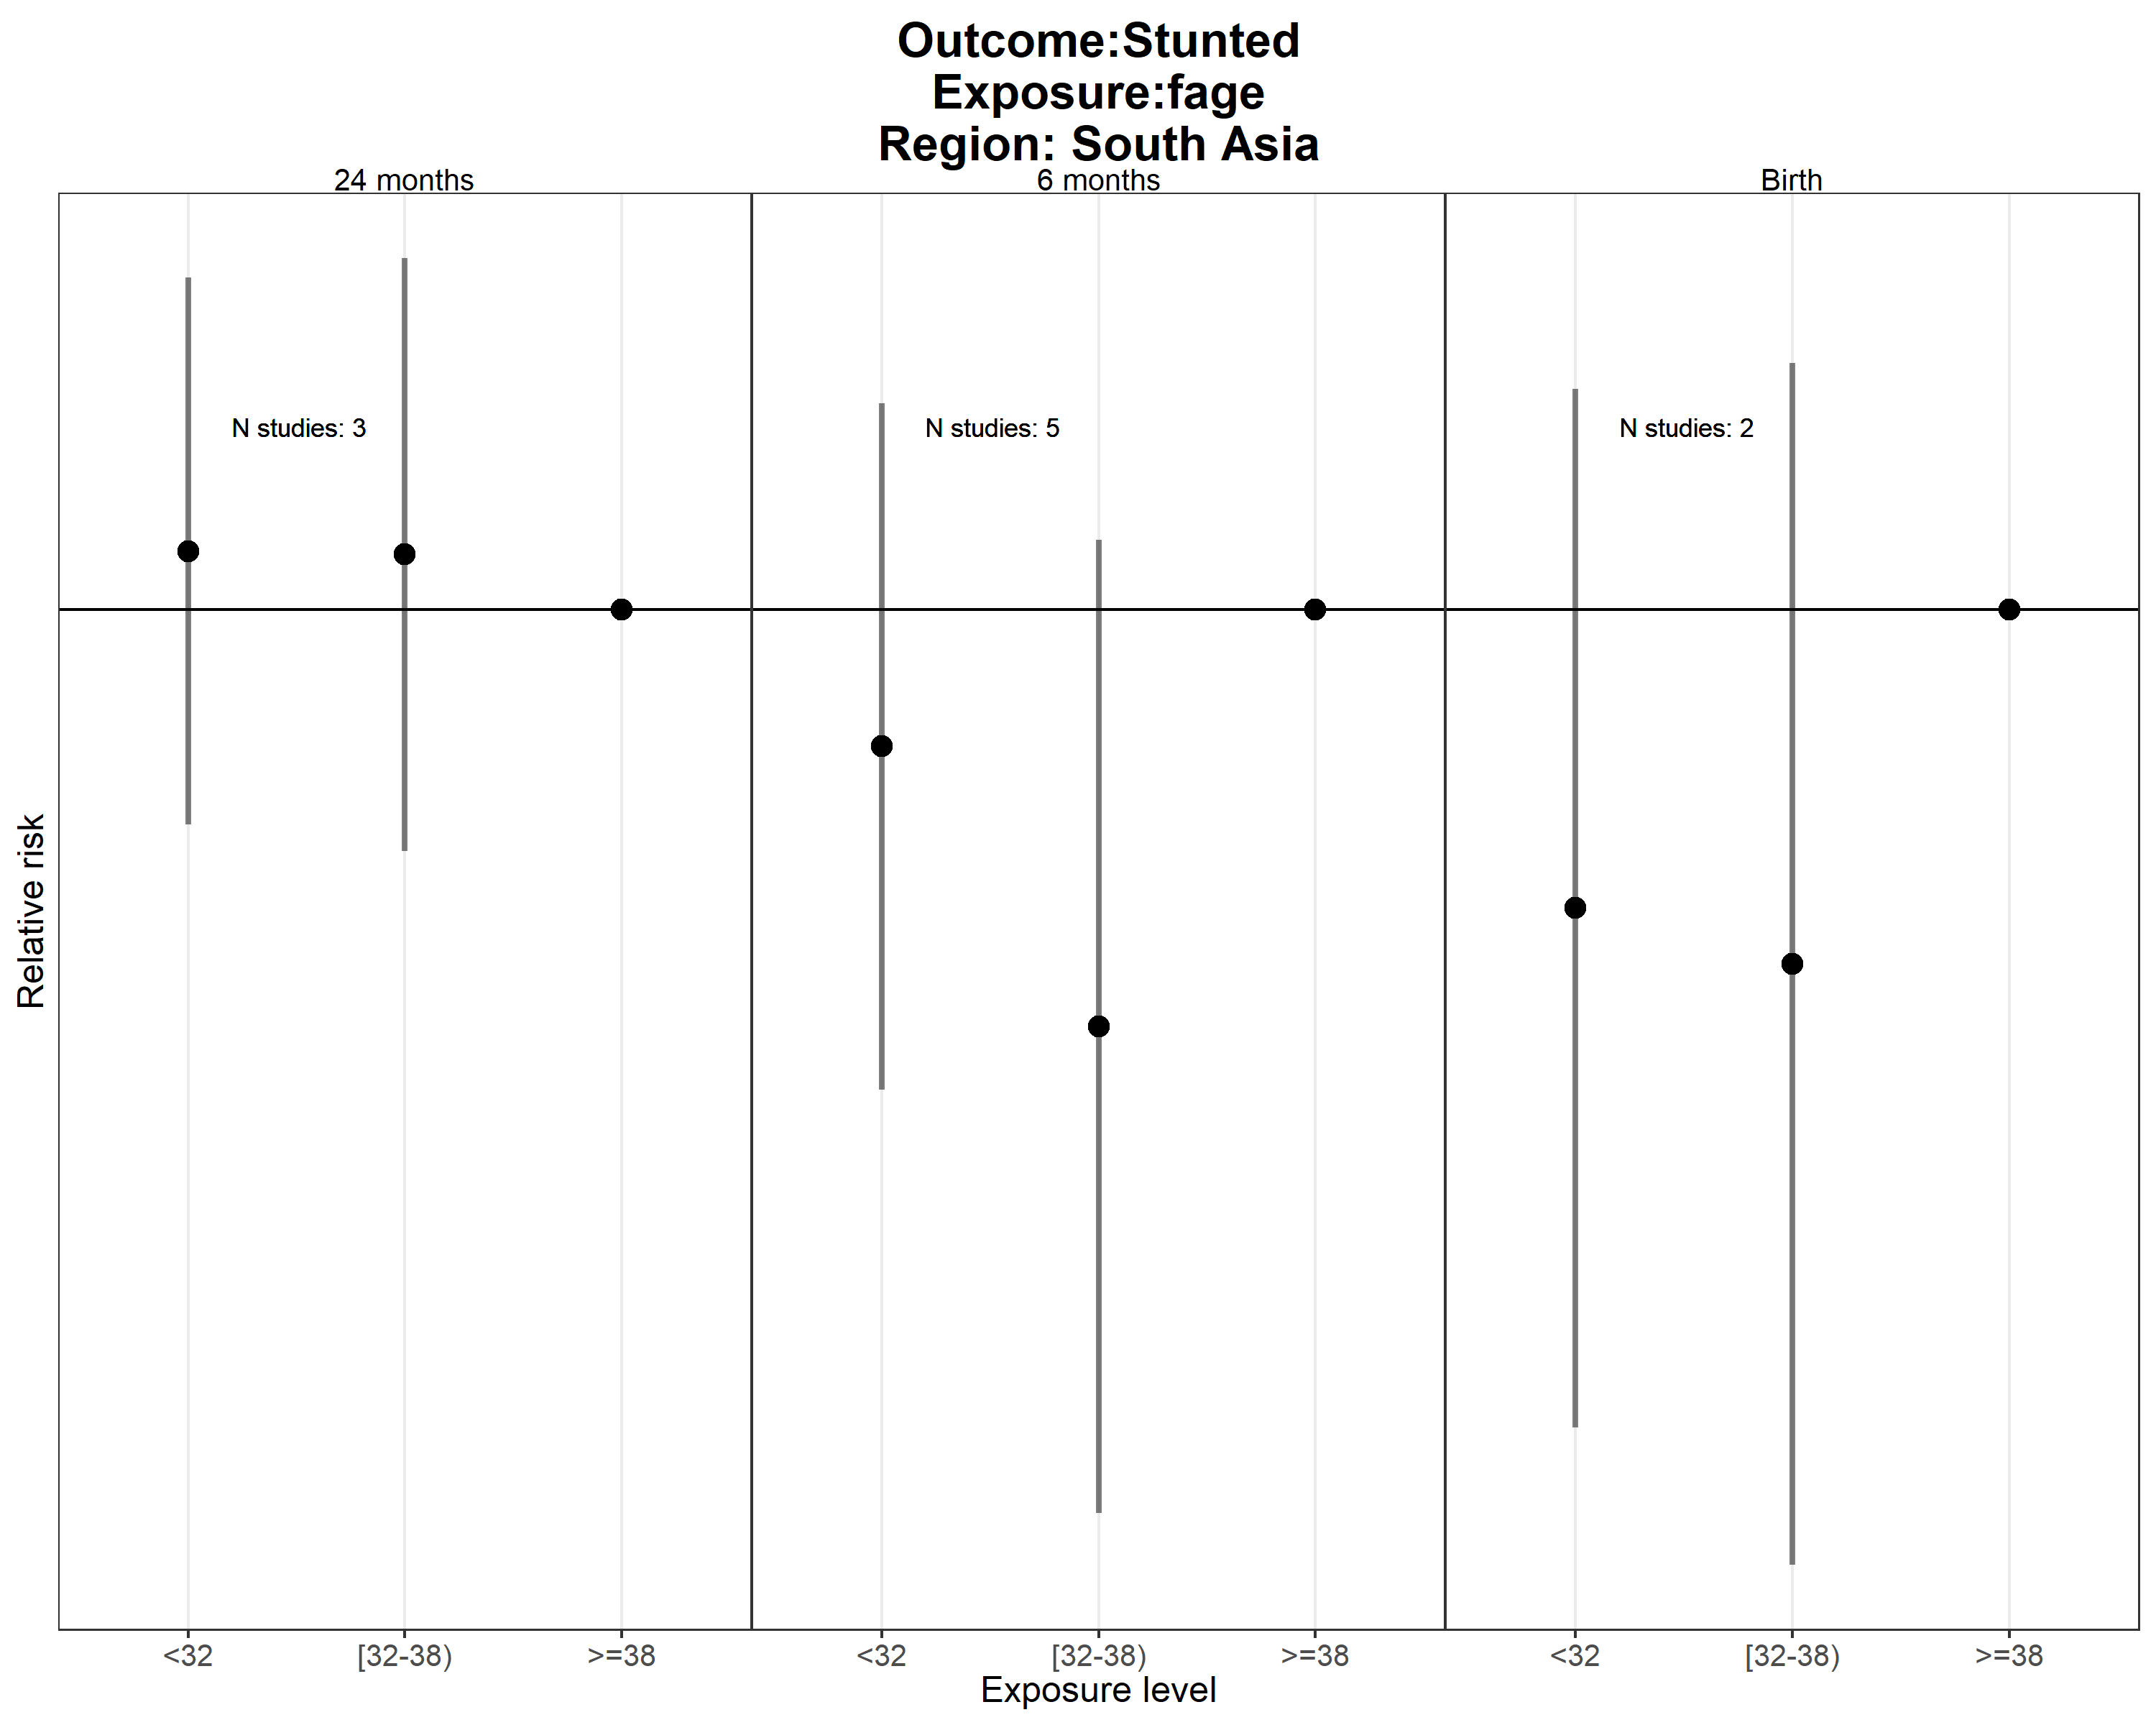 Outcome:Stunted
Exposure:fage
Region: South Asia
24 months
6 months
Birth
N studies: 3
N studies: 5
N studies: 2
Relative risk
<32
[32-38)
>=38
<32
[32-38)
>=38
<32
[32-38)
>=38
Exposure level